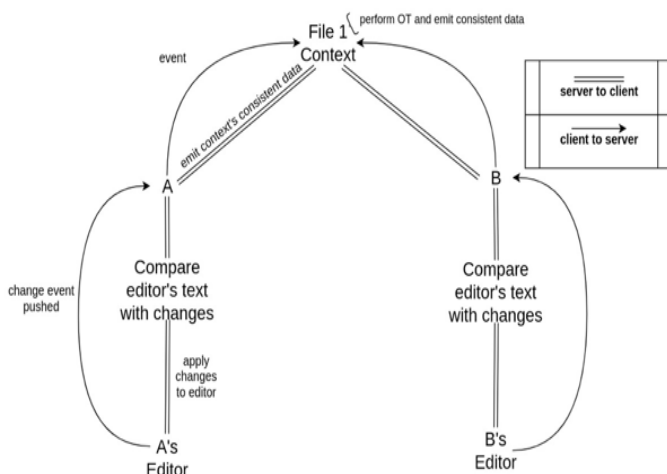 perform OT and emit consistent data
File 1
Context
event
emit context's consistent data
server to client
client to server
A
B
Compare
editor's text
with changes
Compare
editor's text
with changes
change event
pushed
apply
changes
to editor
A's
Editor
B's
Editor